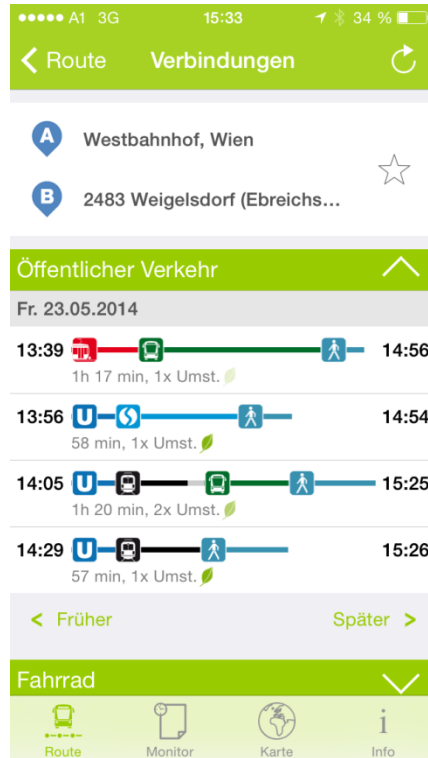 A1 3G 15:33 34 %
Route Verbindungen
A Westbahnhof, Wien
B 2483 Weigelsdorf (Ebreichs...
Öffentlicher Verkehr
Fr. 23.05.2014
13:39 14:56
1h 17 min, 1x Umst.
13:56 U S 14:54
58 min, 1x Umst.
14:05 U 15:25
1h 20 min, 2x Umst.
14:29 U 15:26
57 min, 1x Umst.
< Früher Später >
Fahrrad
Route Monitor Karte i Info